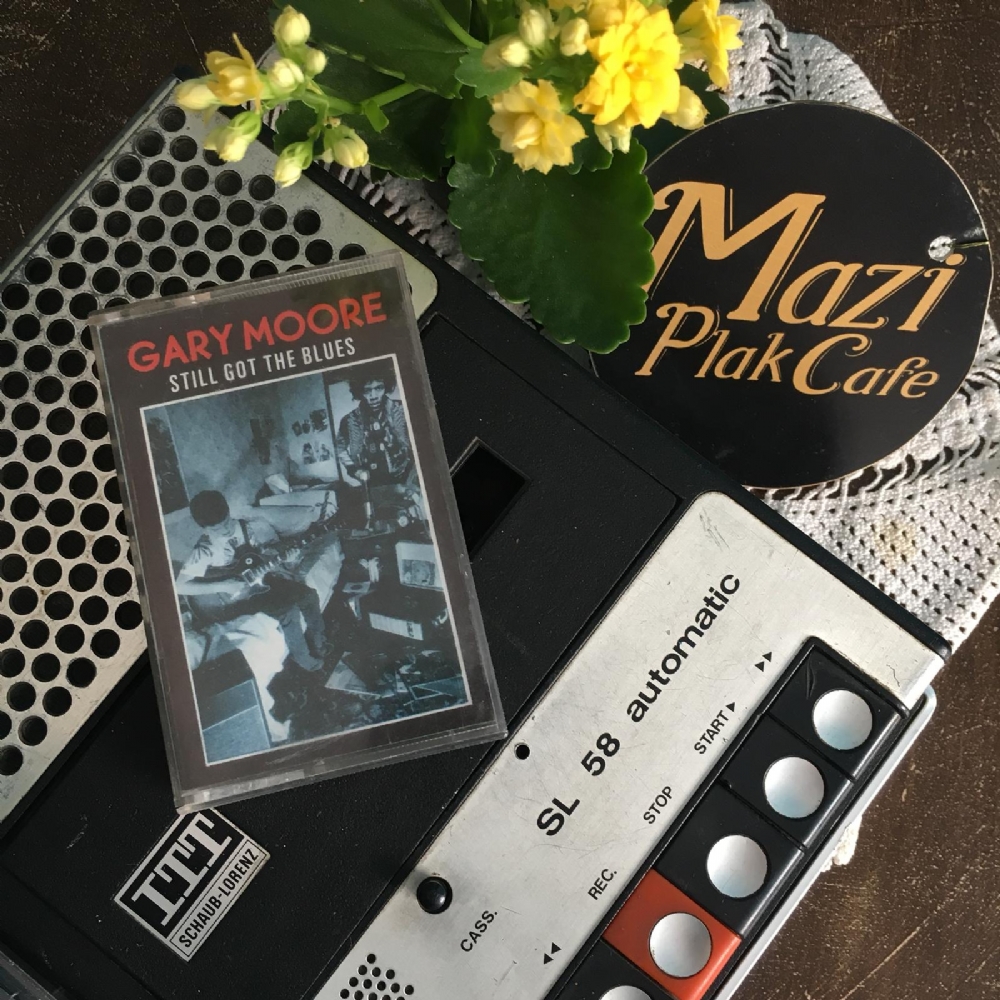 GARY MOORE
STILL GOT THE BLUES
Mazi
Plak Cafe
SL 58 automatic
START
STOP
REC.
CASS.
ITT
SCHAUB-LORENZ